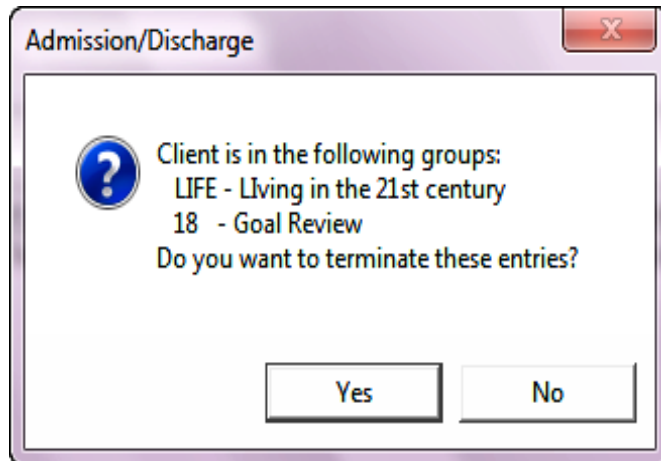 Admission/Discharge
X
?
Client is in the following groups:
LIFE - LIving in the 21st century
18 - Goal Review
Do you want to terminate these entries?
Yes No